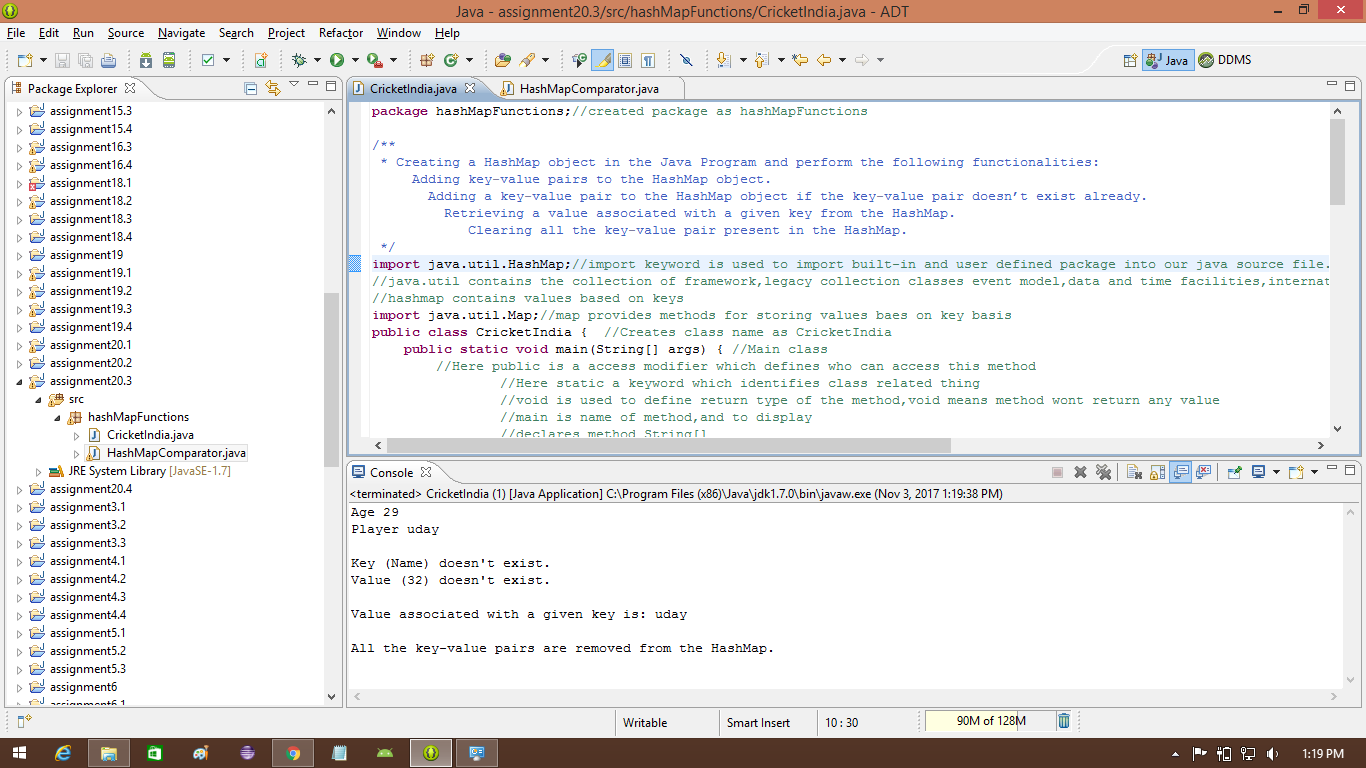 Java - assignment20.3/src/hashMapFunctions/CricketIndia.java - ADT
File Edit Run Source Navigate Search Project Refactor Window Help
Java DDMS
Package Explorer
assignment15.3
assignment15.4
assignment16.3
assignment16.4
assignment18.1
assignment18.2
assignment18.3
assignment18.4
assignment19
assignment19.1
assignment19.2
assignment19.3
assignment19.4
assignment20.1
assignment20.2
assignment20.3
src
hashMapFunctions
CricketIndia.java
HashMapComparator.java
JRE System Library [JavaSE-1.7]
assignment20.4
assignment3.1
assignment3.2
assignment3.3
assignment4.1
assignment4.2
assignment4.3
assignment4.4
assignment5.1
assignment5.2
assignment5.3
assignment6
assignment6.1
CricketIndia.java HashMapComparator.java
package hashMapFunctions;//created package as hashMapFunctions
/**
* Creating a HashMap object in the Java Program and perform the following functionalities:
Adding key-value pairs to the HashMap object.
Adding a key-value pair to the HashMap object if the key-value pair doesn’t exist already.
Retrieving a value associated with a given key from the HashMap.
Clearing all the key-value pair present in the HashMap.
*/
import java.util.HashMap;//import keyword is used to import built-in and user defined package into our java source file.
//java.util contains the collection of framework,legacy collection classes event model,data and time facilities,internat
//hashmap contains values based on keys
import java.util.Map;//map provides methods for storing values baes on key basis
public class CricketIndia { //Creates class name as CricketIndia
public static void main(String[] args) { //Main class
//Here public is a access modifier which defines who can access this method
//Here static a keyword which identifies class related thing
//void is used to define return type of the method,void means method wont return any value
//main is name of method,and to display
//declares method String[]
Console
<terminated> CricketIndia (1) [Java Application] C:\Program Files (x86)\Java\jdk1.7.0\bin\javaw.exe (Nov 3, 2017 1:19:38 PM)
Age 29
Player uday
Key (Name) doesn't exist.
Value (32) doesn't exist.
Value associated with a given key is: uday
All the key-value pairs are removed from the HashMap.
Writable Smart Insert 10 : 30 90M of 128M
1:19 PM